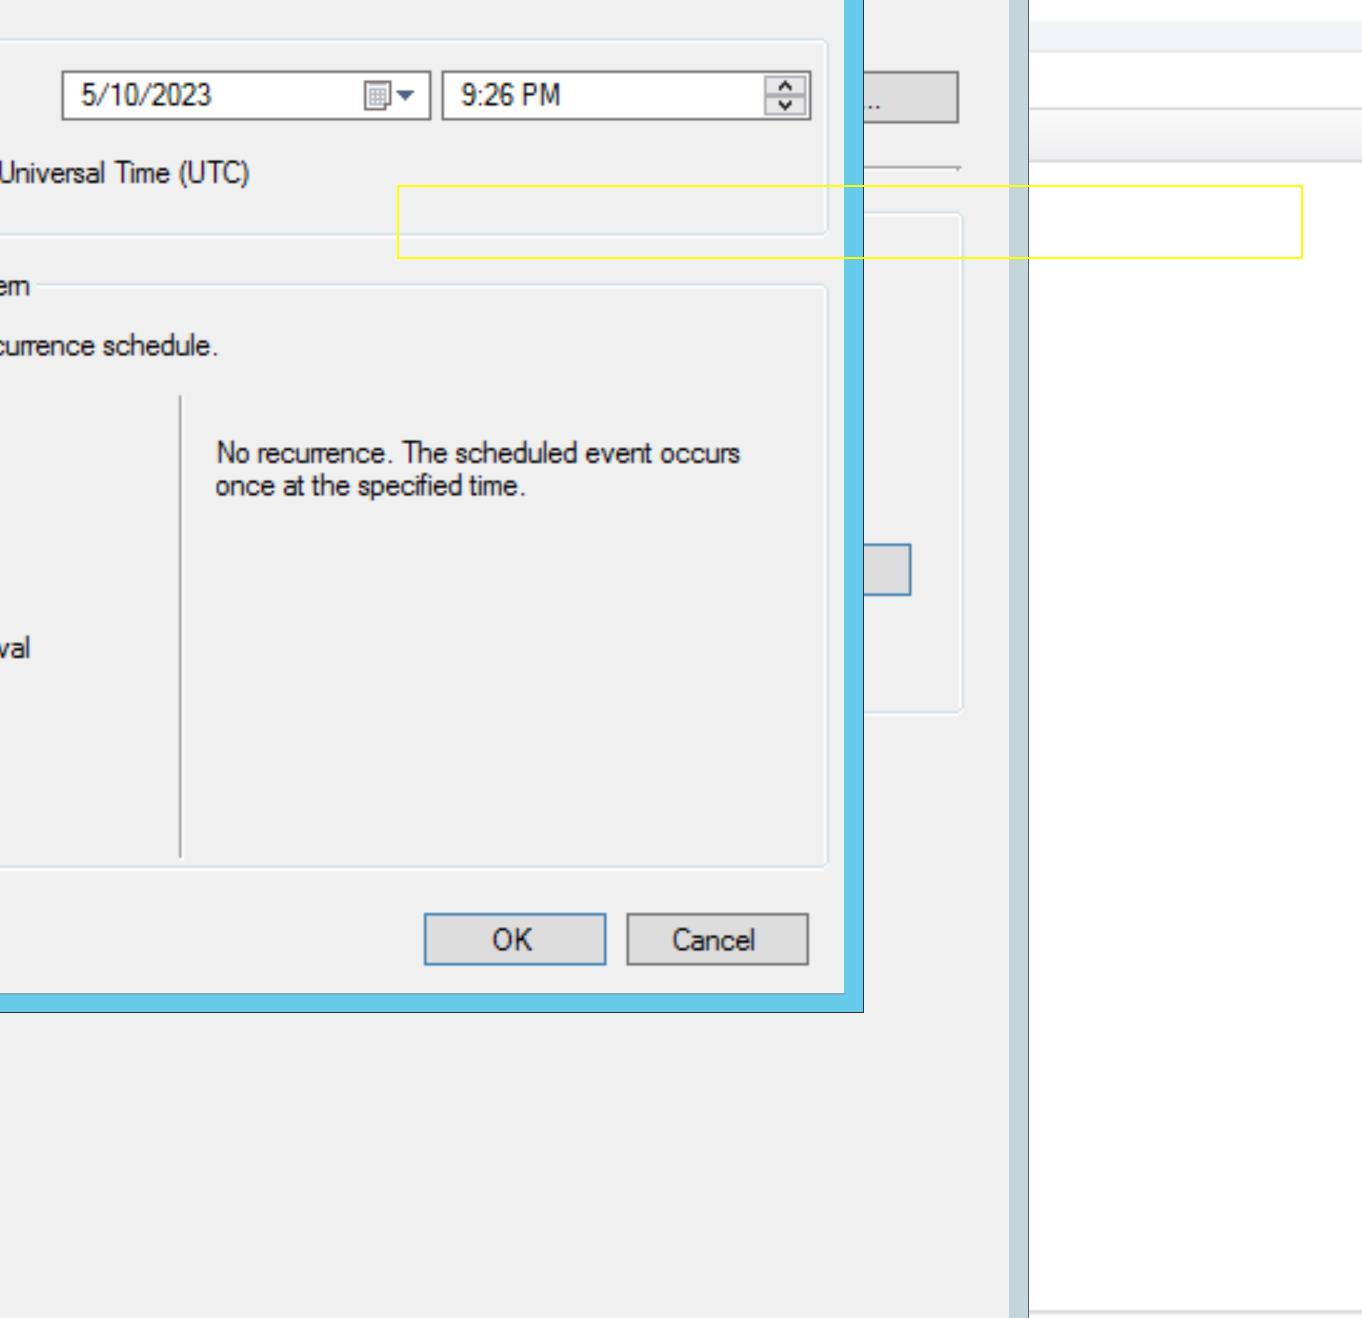 5/10/2023 9:26 PM
...
Universal Time (UTC)
ern
currence schedule.
No recurrence. The scheduled event occurs
once at the specified time.
val
OK Cancel